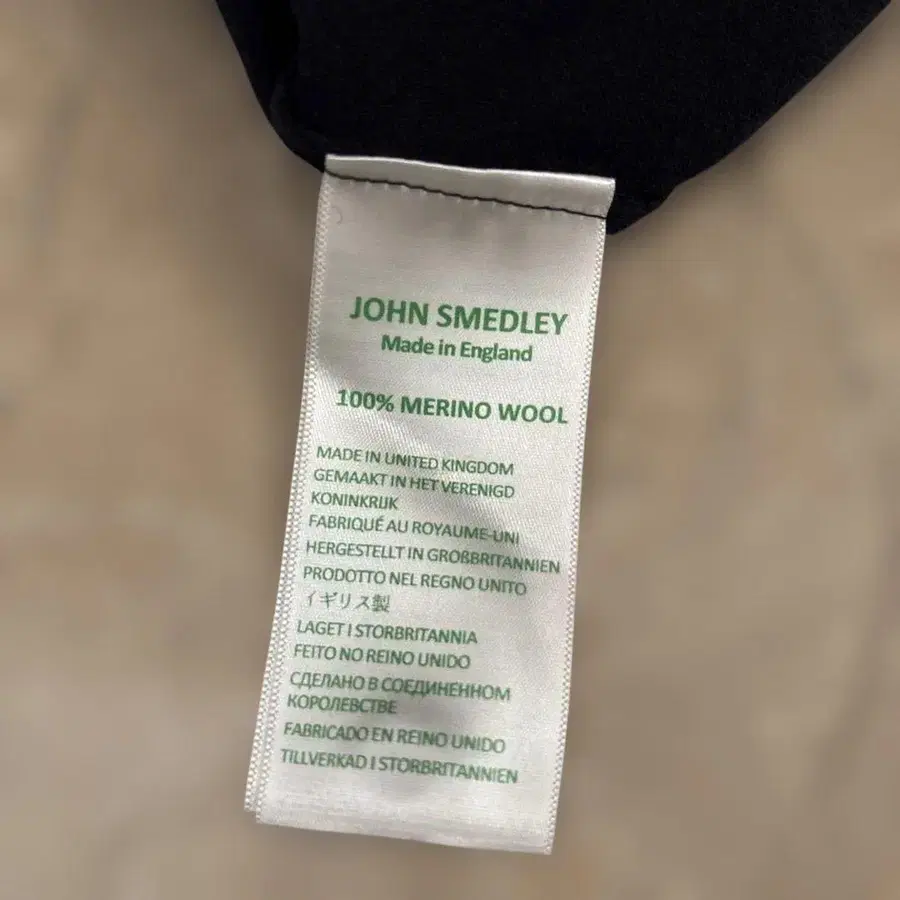 JOHN SMEDLEY
Made in England
100% MERINO WOOL
MADE IN UNITED KINGDOM
GEMAAKT IN HET VERENIGD
KONINKRIJK
FABRIQUÉ AU ROYAUME-UNI
HERGESTELLT IN GROßBRITANNIEN
PRODOTTO NEL REGNO UNITO
イギリス製
LAGET I STORBRITANNIA
FEITO NO REINO UNIDO
СДЕЛАНО В СОЕДИНЕННОМ
КОРОЛЕВСТВЕ
FABRICADO EN REINO UNIDO
TILLVERKAD I STORBRITANNIEN